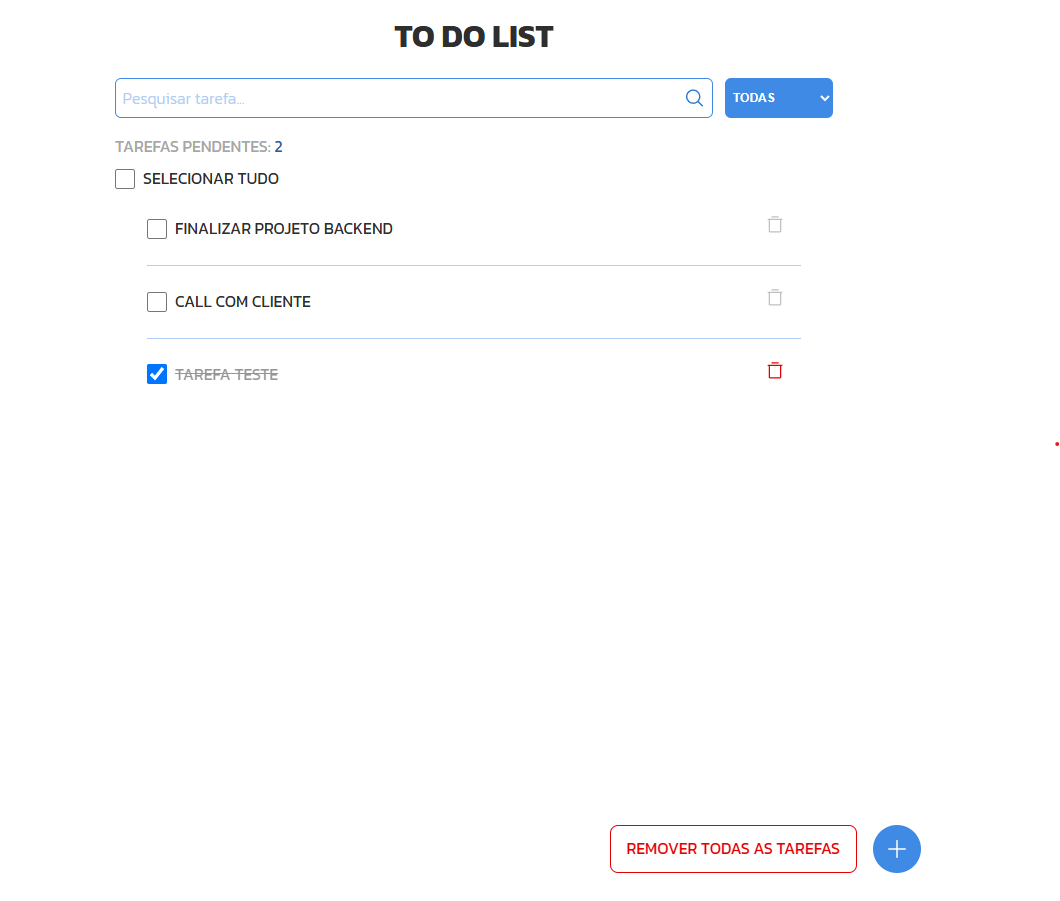 TO DO LIST
Pesquisar tarefa...
TODAS
TAREFAS PENDENTES: 2
SELECIONAR TUDO
FINALIZAR PROJETO BACKEND
CALL COM CLIENTE
TAREFA TESTE
REMOVER TODAS AS TAREFAS